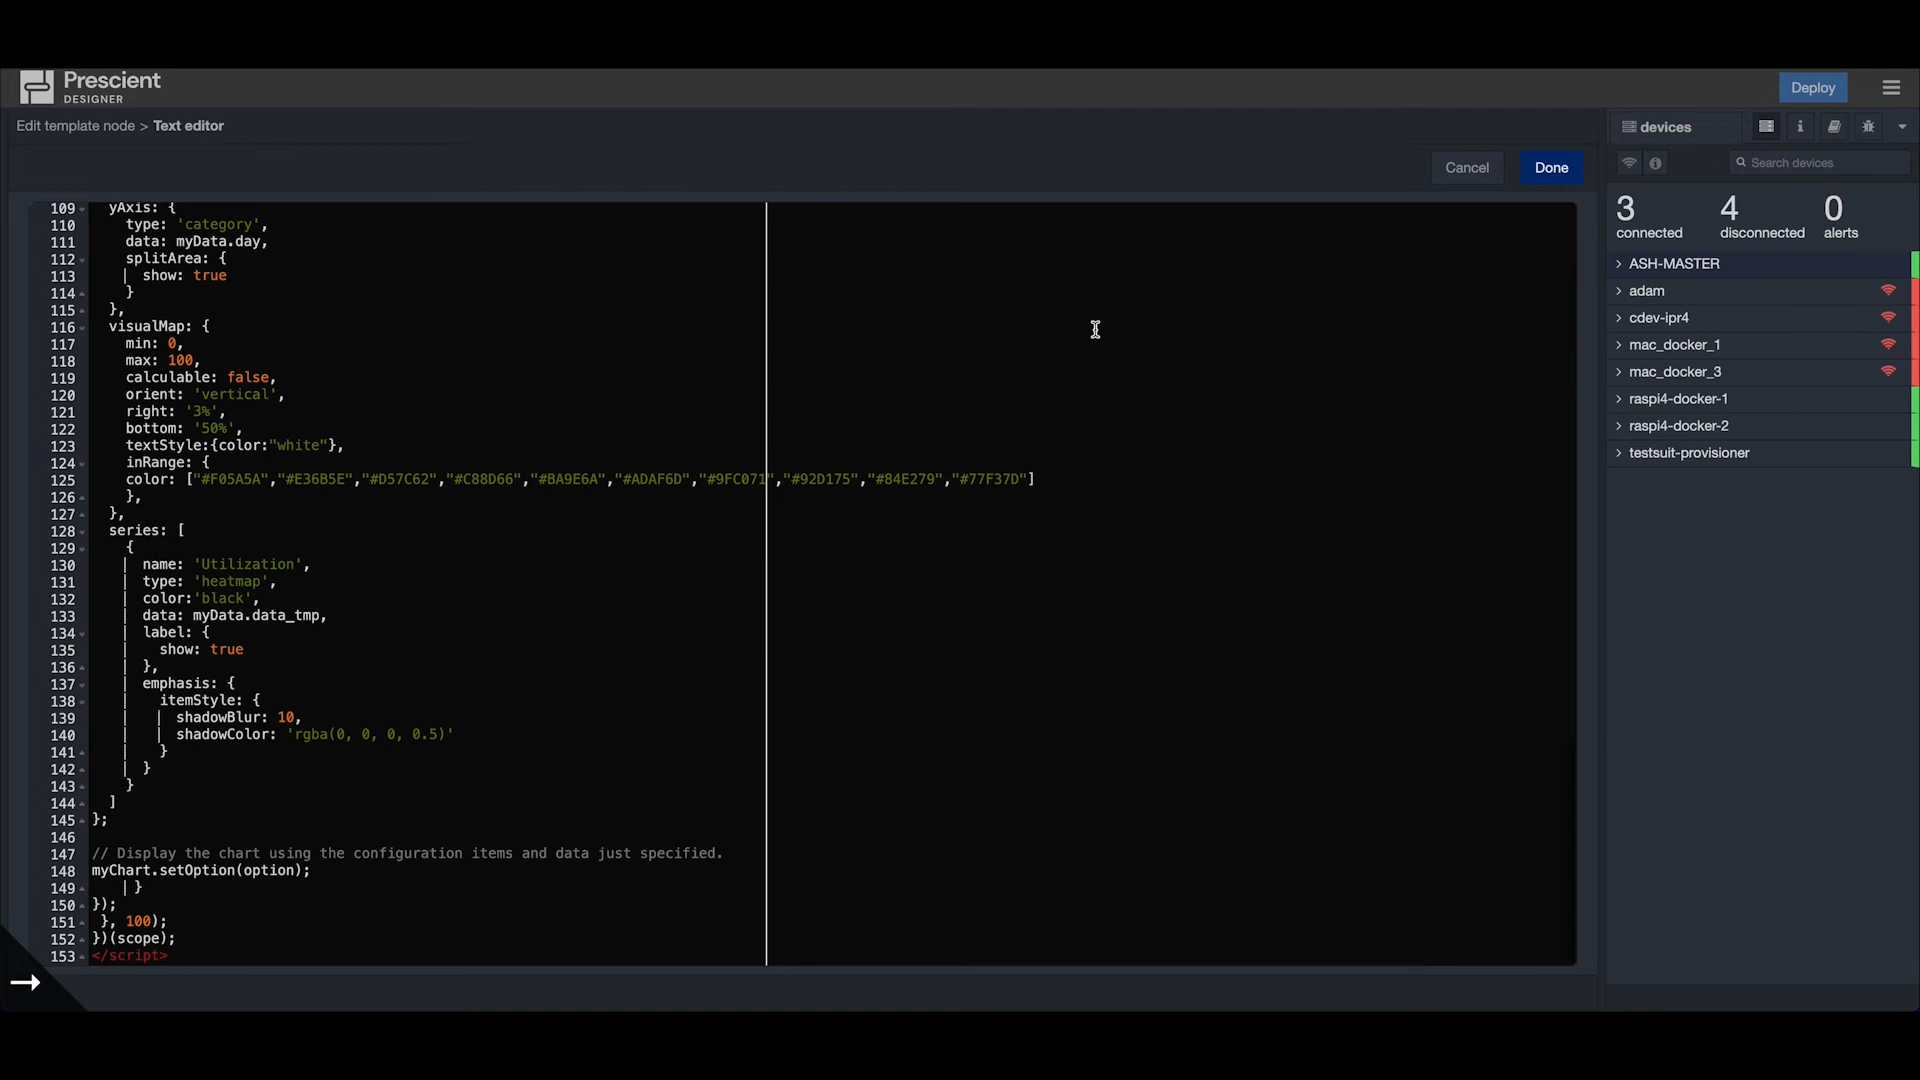 Prescient
DESIGNER
Deploy
Edit template node > Text editor
devices
Cancel
Done
Search devices
3
connected
4
disconnected
0
alerts
ASH-MASTER
adam
cdev-ipr4
mac_docker_1
mac_docker_3
raspi4-docker-1
raspi4-docker-2
testsuit-provisioner
109 yAxis: {
110 type: 'category',
111 data: myData.day,
112 splitArea: {
113 show: true
114 }
115 },
116 visualMap: {
117 min: 0,
118 max: 100,
119 calculable: false,
120 orient: 'vertical',
121 right: '3%',
122 bottom: '50%',
123 textStyle:{color:"white"},
124 inRange: {
125 color: ["#F05A5A","#E36B5E","#D57C62","#C88D66","#BA9E6A","#ADAF6D","#9FC071","#92D175","#84E279","#77F37D"]
126 },
127 },
128 series: [
129 {
130 name: 'Utilization',
131 type: 'heatmap',
132 color:'black',
133 data: myData.data_tmp,
134 label: {
135 show: true
136 },
137 emphasis: {
138 itemStyle: {
139 shadowBlur: 10,
140 shadowColor: 'rgba(0, 0, 0, 0.5)'
141 }
142 }
143 }
144 ]
145 };
146
147 // Display the chart using the configuration items and data just specified.
148 myChart.setOption(option);
149 }
150 });
151 }, 100);
152 })(scope);
153 </script>